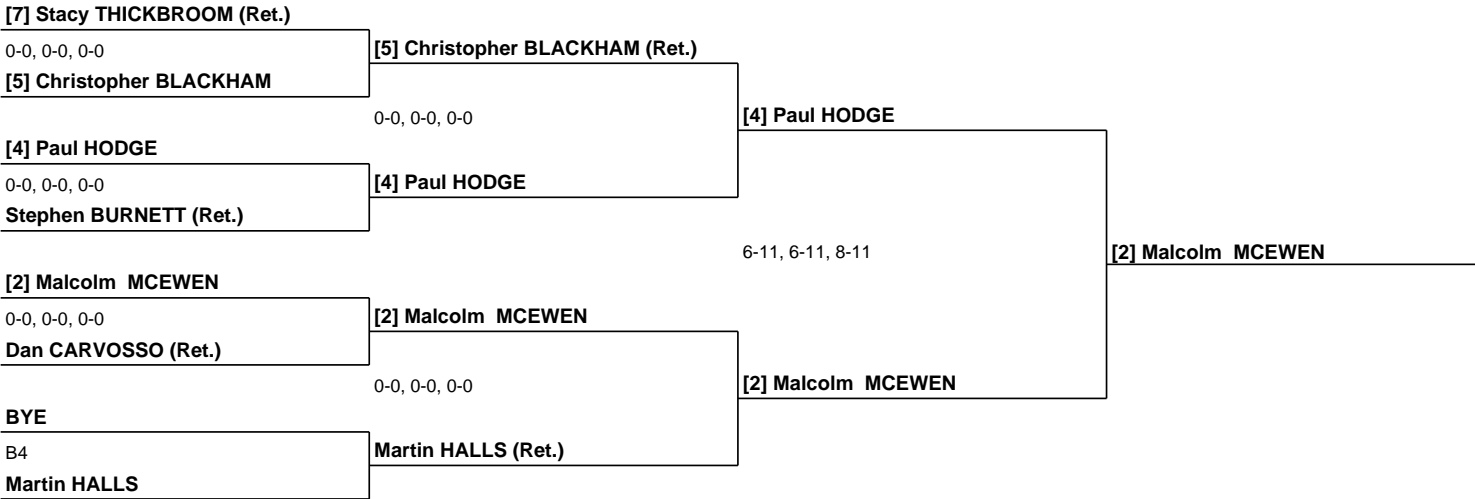 [7] Stacy THICKBROOM (Ret.)
0-0, 0-0, 0-0
[5] Christopher BLACKHAM (Ret.)
[5] Christopher BLACKHAM
0-0, 0-0, 0-0
[4] Paul HODGE
[4] Paul HODGE
0-0, 0-0, 0-0
[4] Paul HODGE
Stephen BURNETT (Ret.)
6-11, 6-11, 8-11
[2] Malcolm  MCEWEN
[2] Malcolm  MCEWEN
0-0, 0-0, 0-0
[2] Malcolm  MCEWEN
Dan CARVOSSO (Ret.)
0-0, 0-0, 0-0
[2] Malcolm  MCEWEN
BYE
B4
Martin HALLS (Ret.)
Martin HALLS